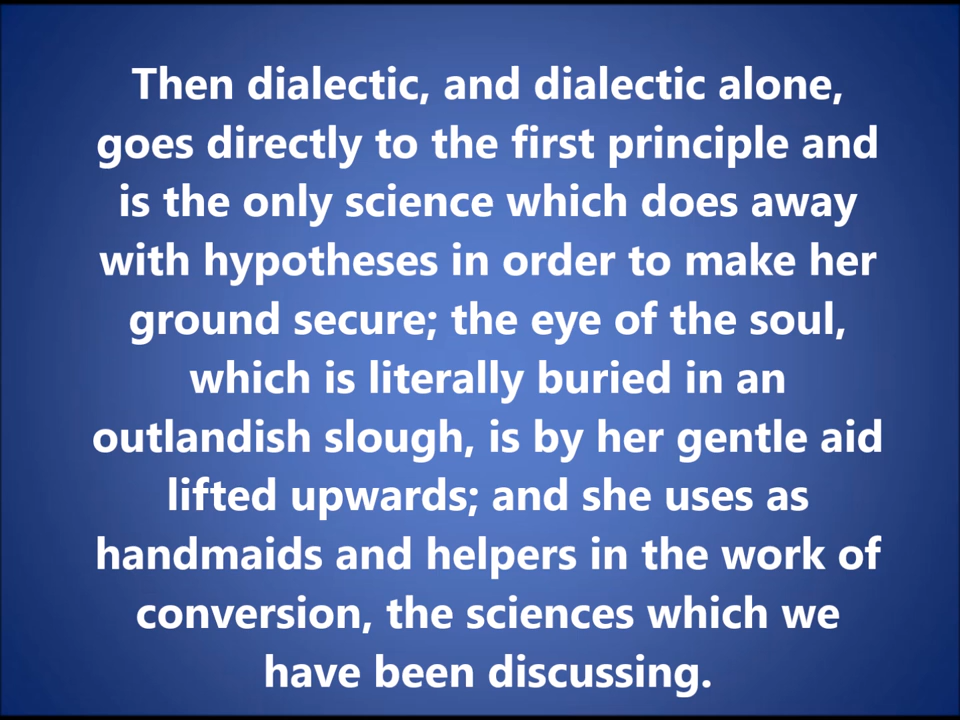 Then dialectic, and dialectic alone,
goes directly to the first principle and
is the only science which does away
with hypotheses in order to make her
ground secure; the eye of the soul,
which is literally buried in an
outlandish slough, is by her gentle aid
lifted upwards; and she uses as
handmaids and helpers in the work of
conversion, the sciences which we
have been discussing.